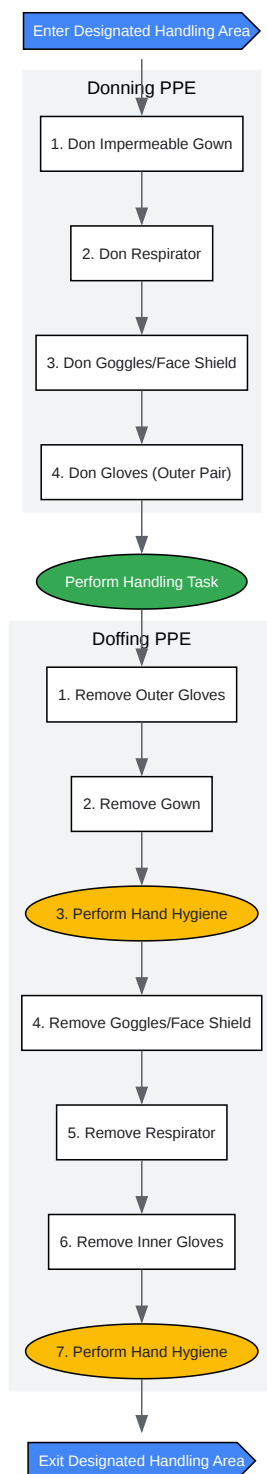 Enter Designated Handling Area
Donning PPE
1. Don Impermeable Gown
2. Don Respirator
3. Don Goggles/Face Shield
4. Don Gloves (Outer Pair)
Perform Handling Task
Doffing PPE
1. Remove Outer Gloves
2. Remove Gown
3. Perform Hand Hygiene
4. Remove Goggles/Face Shield
5. Remove Respirator
6. Remove Inner Gloves
7. Perform Hand Hygiene
Exit Designated Handling Area